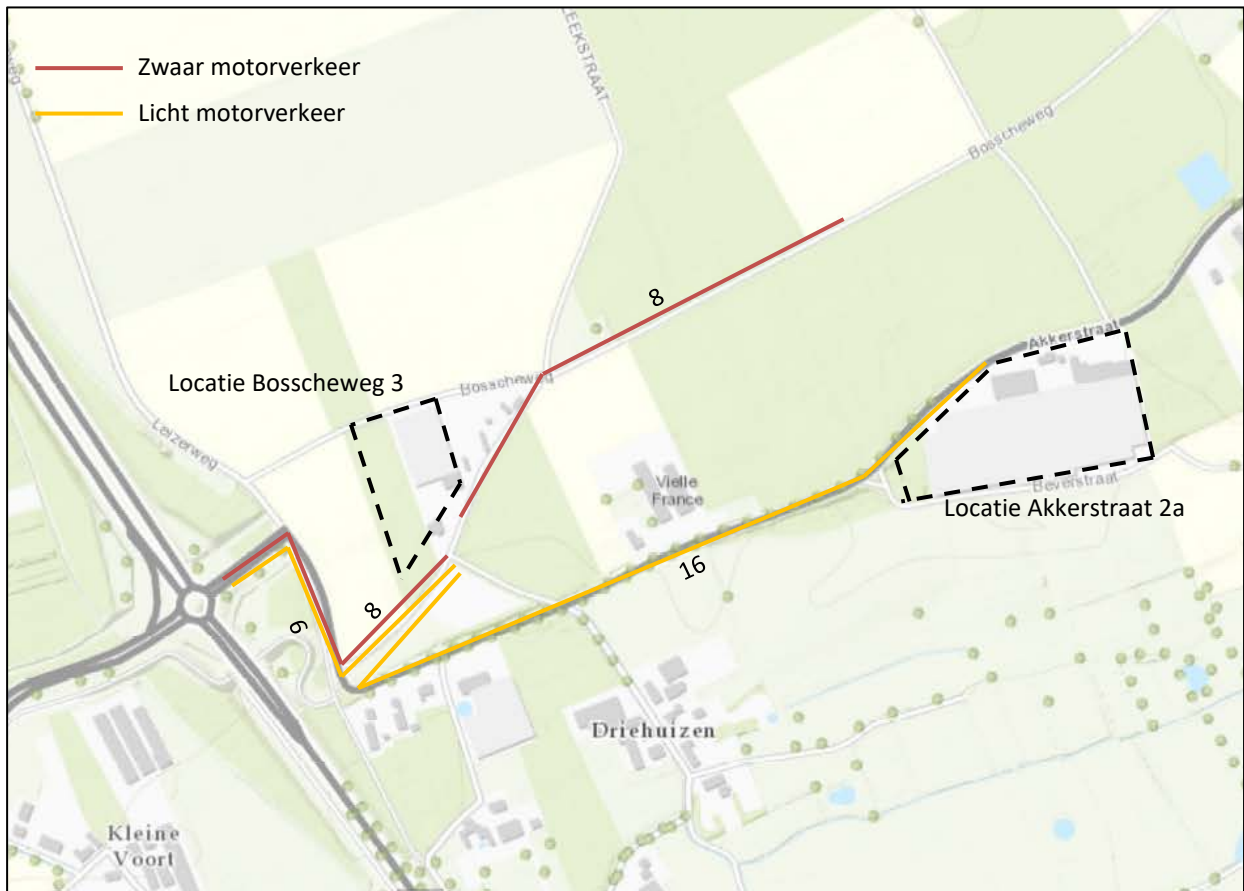 Zwaar motorverkeer
Licht motorverkeer
LEEKSTRAAT
Bosscheweg
8
Akkerstraat
Locatie Bosscheweg 3
Bosscheweg
Leizerweg
Vielle
France
Beverstraat
Locatie Akkerstraat 2a
16
8
6
Driehuizen
Kleine
Voort